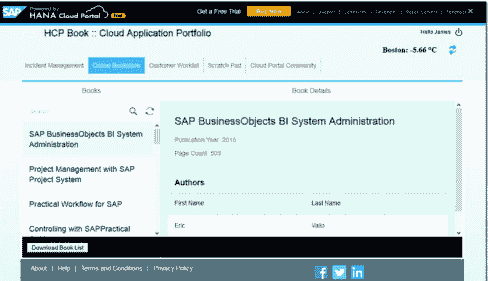 SAP
Powered by
HANA Cloud Portal
Get a Free Trial
HCP Book :: Cloud Application Portfolio
Hello James
Boston: -5.66 °C
Incident Management
Online Bookstore
Customer Worklist
Scratch Pad
Cloud Portal Community
Books
Book Details
SAP BusinessObjects BI System
Administration
Project Management with SAP
Project System
Practical Workflow for SAP
Controlling with SAPPractical
SAP BusinessObjects BI System Administration
Publication Year
Page Count
Authors
First Name
Last Name
Eric
Vallo
Download Book List
About | Help | Terms and Conditions | Privacy Policy